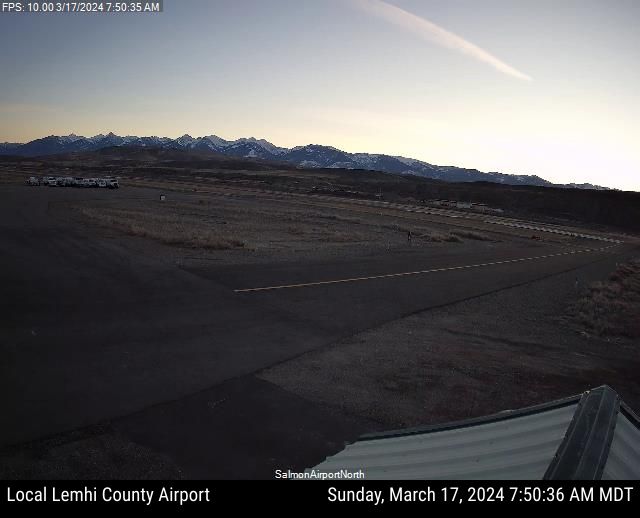 FPS: 10.00 3/17/2024 7:50:35 AM
SalmonAirportNorth
Local Lemhi County Airport
Sunday, March 17, 2024 7:50:36 AM MDT